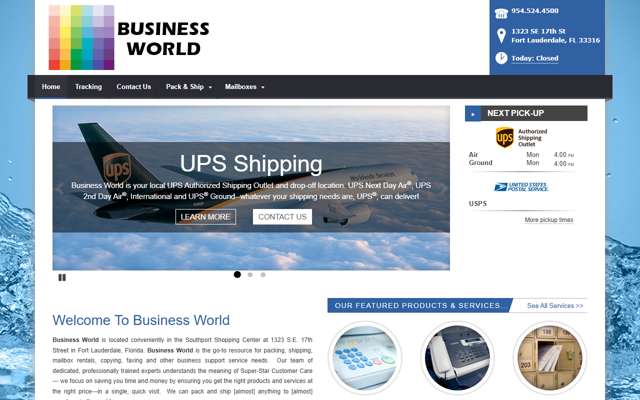 BUSINESS
WORLD
954.524.4500
1323 SE 17th St
Fort Lauderdale, FL 33316
Today: Closed
Home Tracking Contact Us Pack & Ship Mailboxes
ups
UPS Shipping
Business World is your local UPS Authorized Shipping Outlet and drop-off location. UPS Next Day Air®, UPS
2nd Day Air®, International and UPS® Ground--whatever your shipping needs are, UPS®, can deliver!
LEARN MORE CONTACT US
NEXT PICK-UP
ups Authorized
Shipping
Outlet
Air Mon 4:00 PM
Ground Mon 4:00 PM
UNITED STATES
POSTAL SERVICE
USPS
More pickup times
Welcome To Business World
Business World is located conveniently in the Southport Shopping Center at 1323 S.E. 17th
Street in Fort Lauderdale, Florida. Business World is the go-to resource for packing, shipping,
mailbox rentals, copying, faxing and other business support service needs. Our team of
dedicated, professionally trained experts understands the meaning of Super-Star Customer Care
— we focus on saving you time and money by ensuring you get the right products and services at
the right price—in a single, quick visit. We can pack and ship [almost] anything to [almost]
OUR FEATURED PRODUCTS & SERVICES... See All Services >>